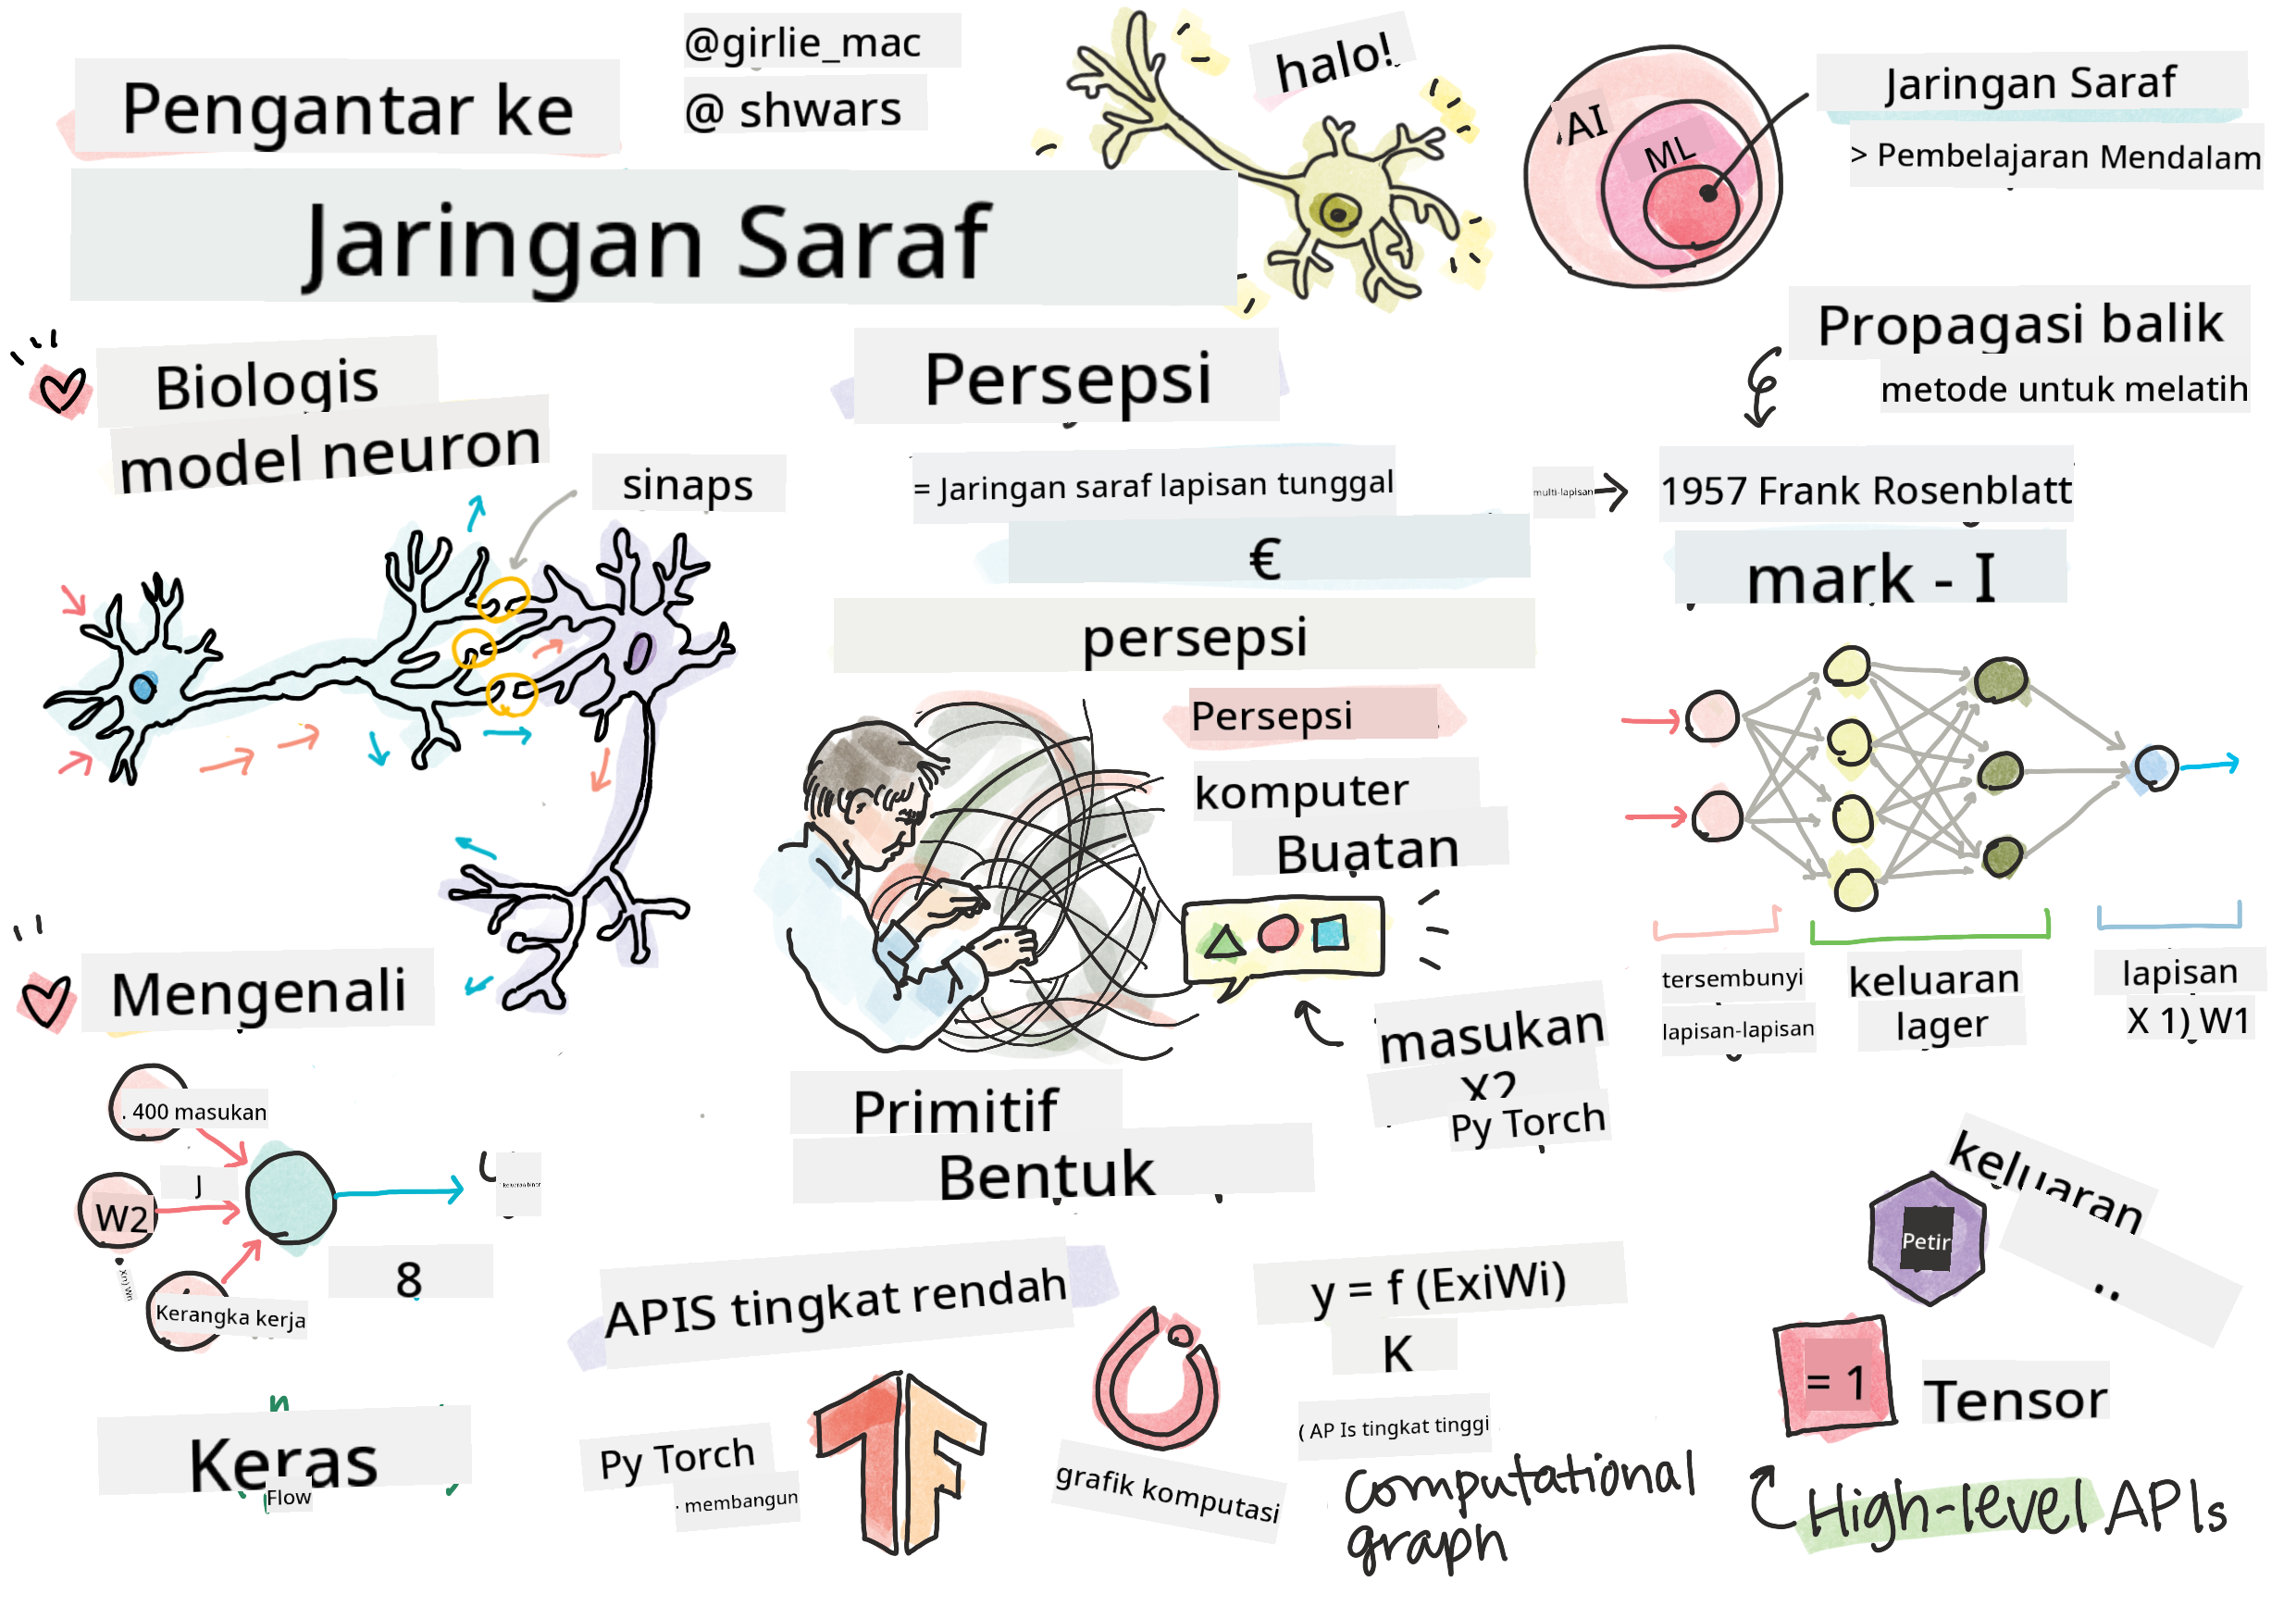 @girlie_mac
@ shwars
Pengantar ke
Jaringan Saraf
halo!
AI
ML
Jaringan Saraf
> Pembelajaran Mendalam
Biologis
model neuron
sinaps
Persepsi
= Jaringan saraf lapisan tunggal
€
persepsi
Persepsi
komputer
Buatan
Propagasi balik
metode untuk melatih
multi-lapisan
1957 Frank Rosenblatt
mark - I
tersembunyi
lapisan-lapisan
keluaran
lager
lapisan
X 1) W1
Mengenali
. 400 masukan
J
W2
Kerangka kerja
8
Primitif
Bentuk
masukan
X2
Py Torch
keluaran
..
Petir
= 1
Tensor
n
Keras
Flow
APIS tingkat rendah
Py Torch
· membangun
grafik komputasi
y = f (ExiWi)
K
( AP Is tingkat tinggi
Computational
graph
High-level APIs